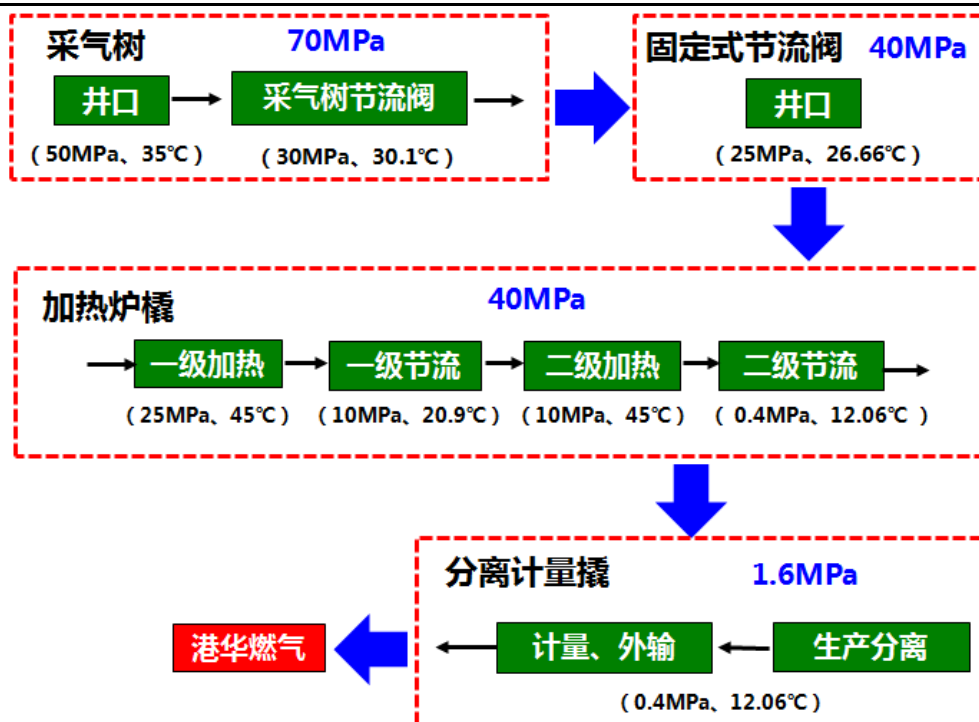 采气树 70MPa
井口 采气树节流阀
（50MPa、35℃） （30MPa、30.1℃）
固定式节流阀 40MPa
井口
（25MPa、26.66℃）
加热炉橇 40MPa
一级加热 一级节流 二级加热 二级节流
（25MPa、45℃） （10MPa、20.9℃） （10MPa、45℃） （ 0.4MPa、12.06℃ ）
分离计量撬 1.6MPa
港华燃气 计量、外输 生产分离
（0.4MPa、12.06℃）